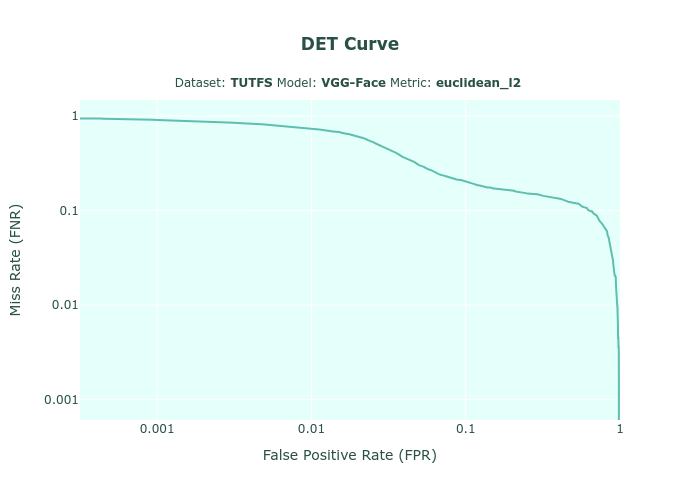 DET Curve
Dataset: TUTFS Model: VGG-Face Metric: euclidean_l2
1
0.1
0.01
0.001
Miss Rate (FNR)
0.001 0.01 0.1 1
False Positive Rate (FPR)